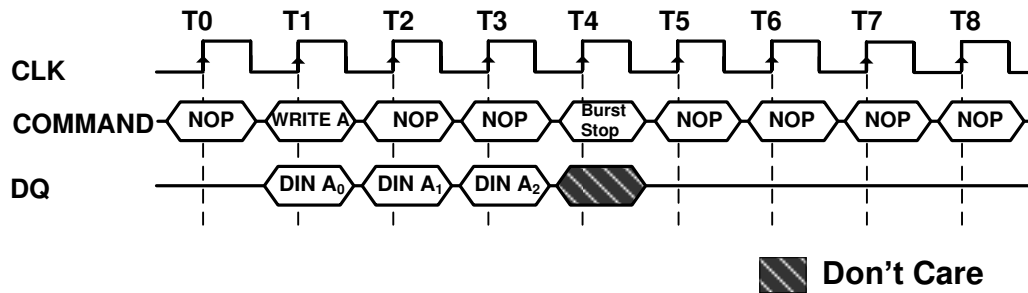 T0 T1 T2 T3 T4 T5 T6 T7 T8
CLK
COMMAND NOP WRITE A NOP NOP Burst Stop NOP NOP NOP NOP
DQ DIN A₀ DIN A₁ DIN A₂
Don't Care